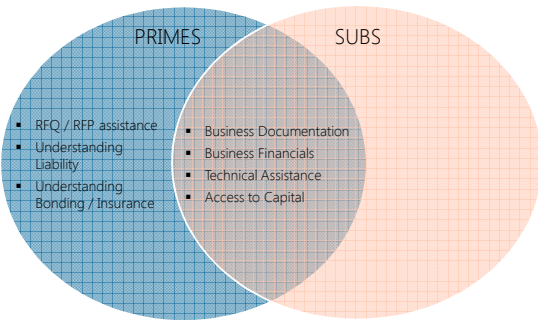 PRIMES
SUBS
▪ RFQ / RFP assistance
▪ Understanding
Liability
▪ Understanding
Bonding / Insurance
▪ Business Documentation
▪ Business Financials
▪ Technical Assistance
▪ Access to Capital